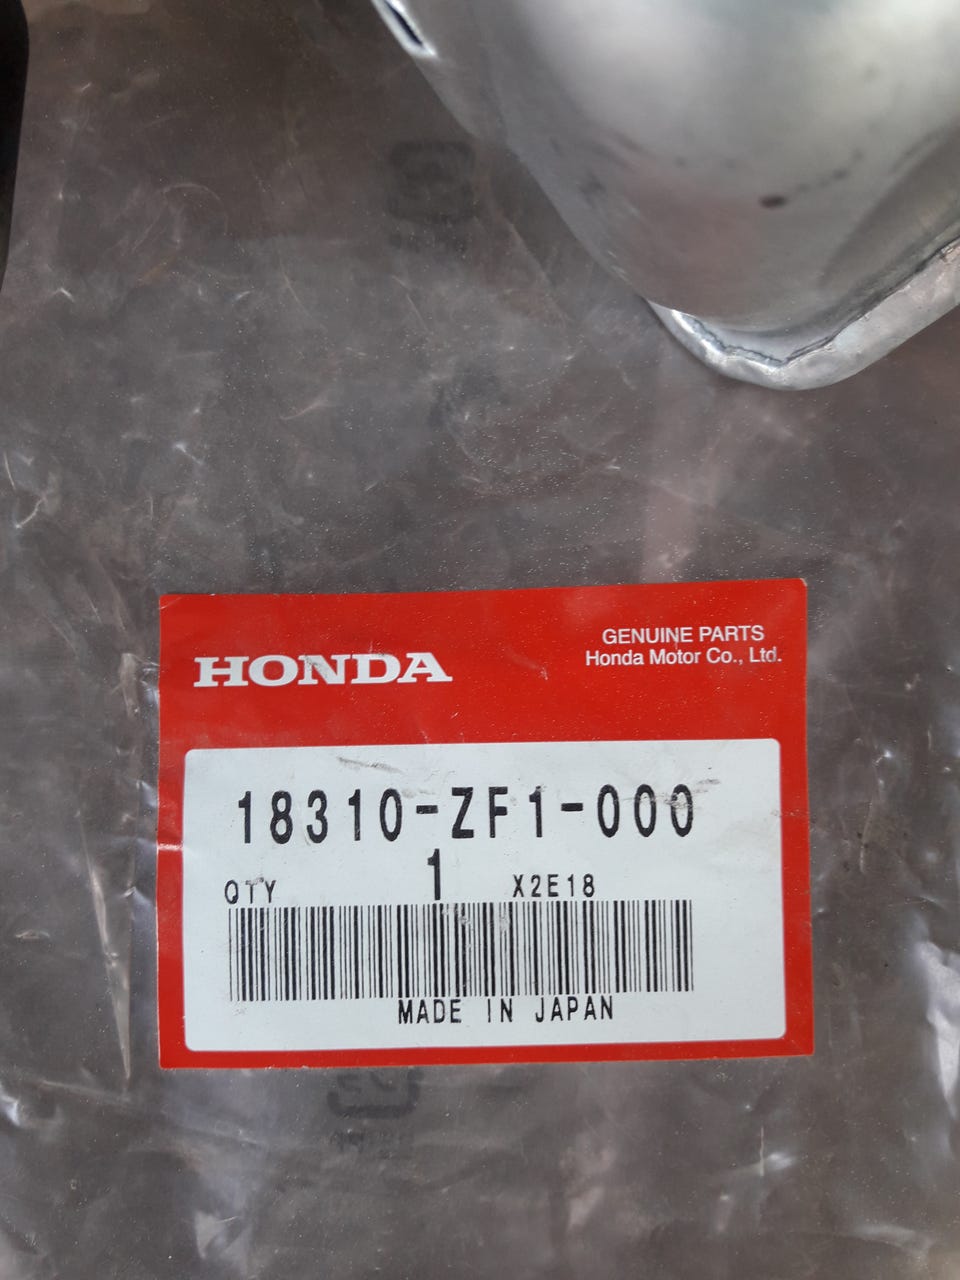 HONDA
GENUINE PARTS
Honda Motor Co., Ltd.
18310-ZF1-000
QTY 1 X2E18
MADE IN JAPAN